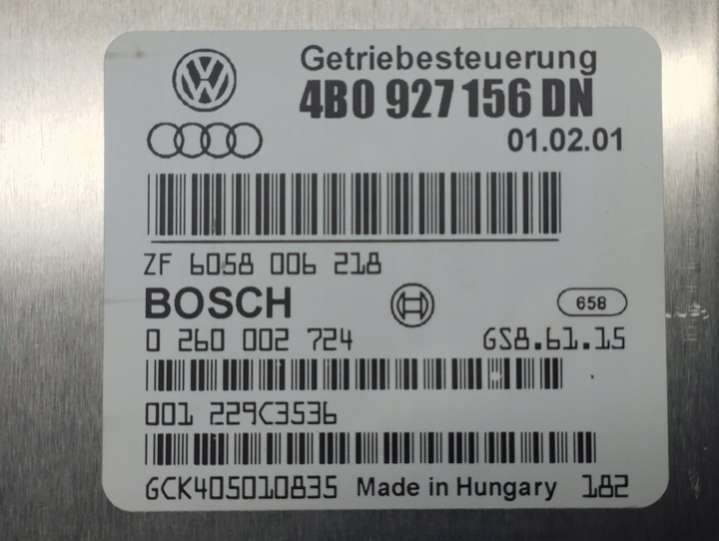 Getriebesteuerung
4B0 927 156 DN
01.02.01
ZF 6058 006 218
BOSCH 658
0 260 002 724 GS8.61.15
001 229C3536
GCK405010835 Made in Hungary 182